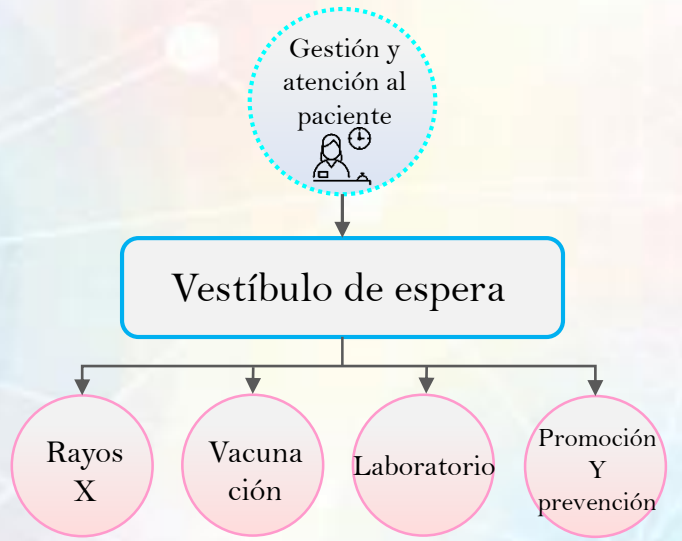 Gestión y
atención al
paciente
Vestíbulo de espera
Rayos
X
Vacuna
ción
Laboratorio
Promoción
Y
prevención